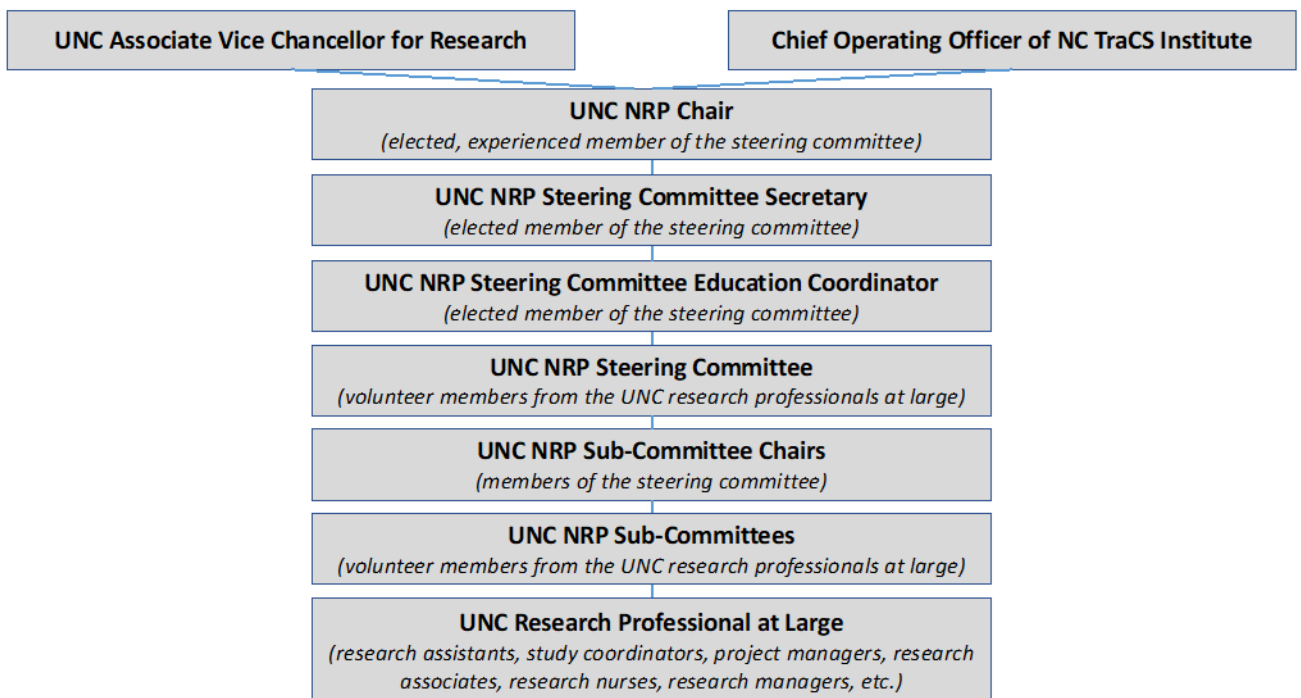 UNC Associate Vice Chancellor for Research
Chief Operating Officer of NC TraCS Institute
UNC NRP Chair
(elected, experienced member of the steering committee)
UNC NRP Steering Committee Secretary
(elected member of the steering committee)
UNC NRP Steering Committee Education Coordinator
(elected member of the steering committee)
UNC NRP Steering Committee
(volunteer members from the UNC research professionals at large)
UNC NRP Sub-Committee Chairs
(members of the steering committee)
UNC NRP Sub-Committees
(volunteer members from the UNC research professionals at large)
UNC Research Professional at Large
(research assistants, study coordinators, project managers, research
associates, research nurses, research managers, etc.)